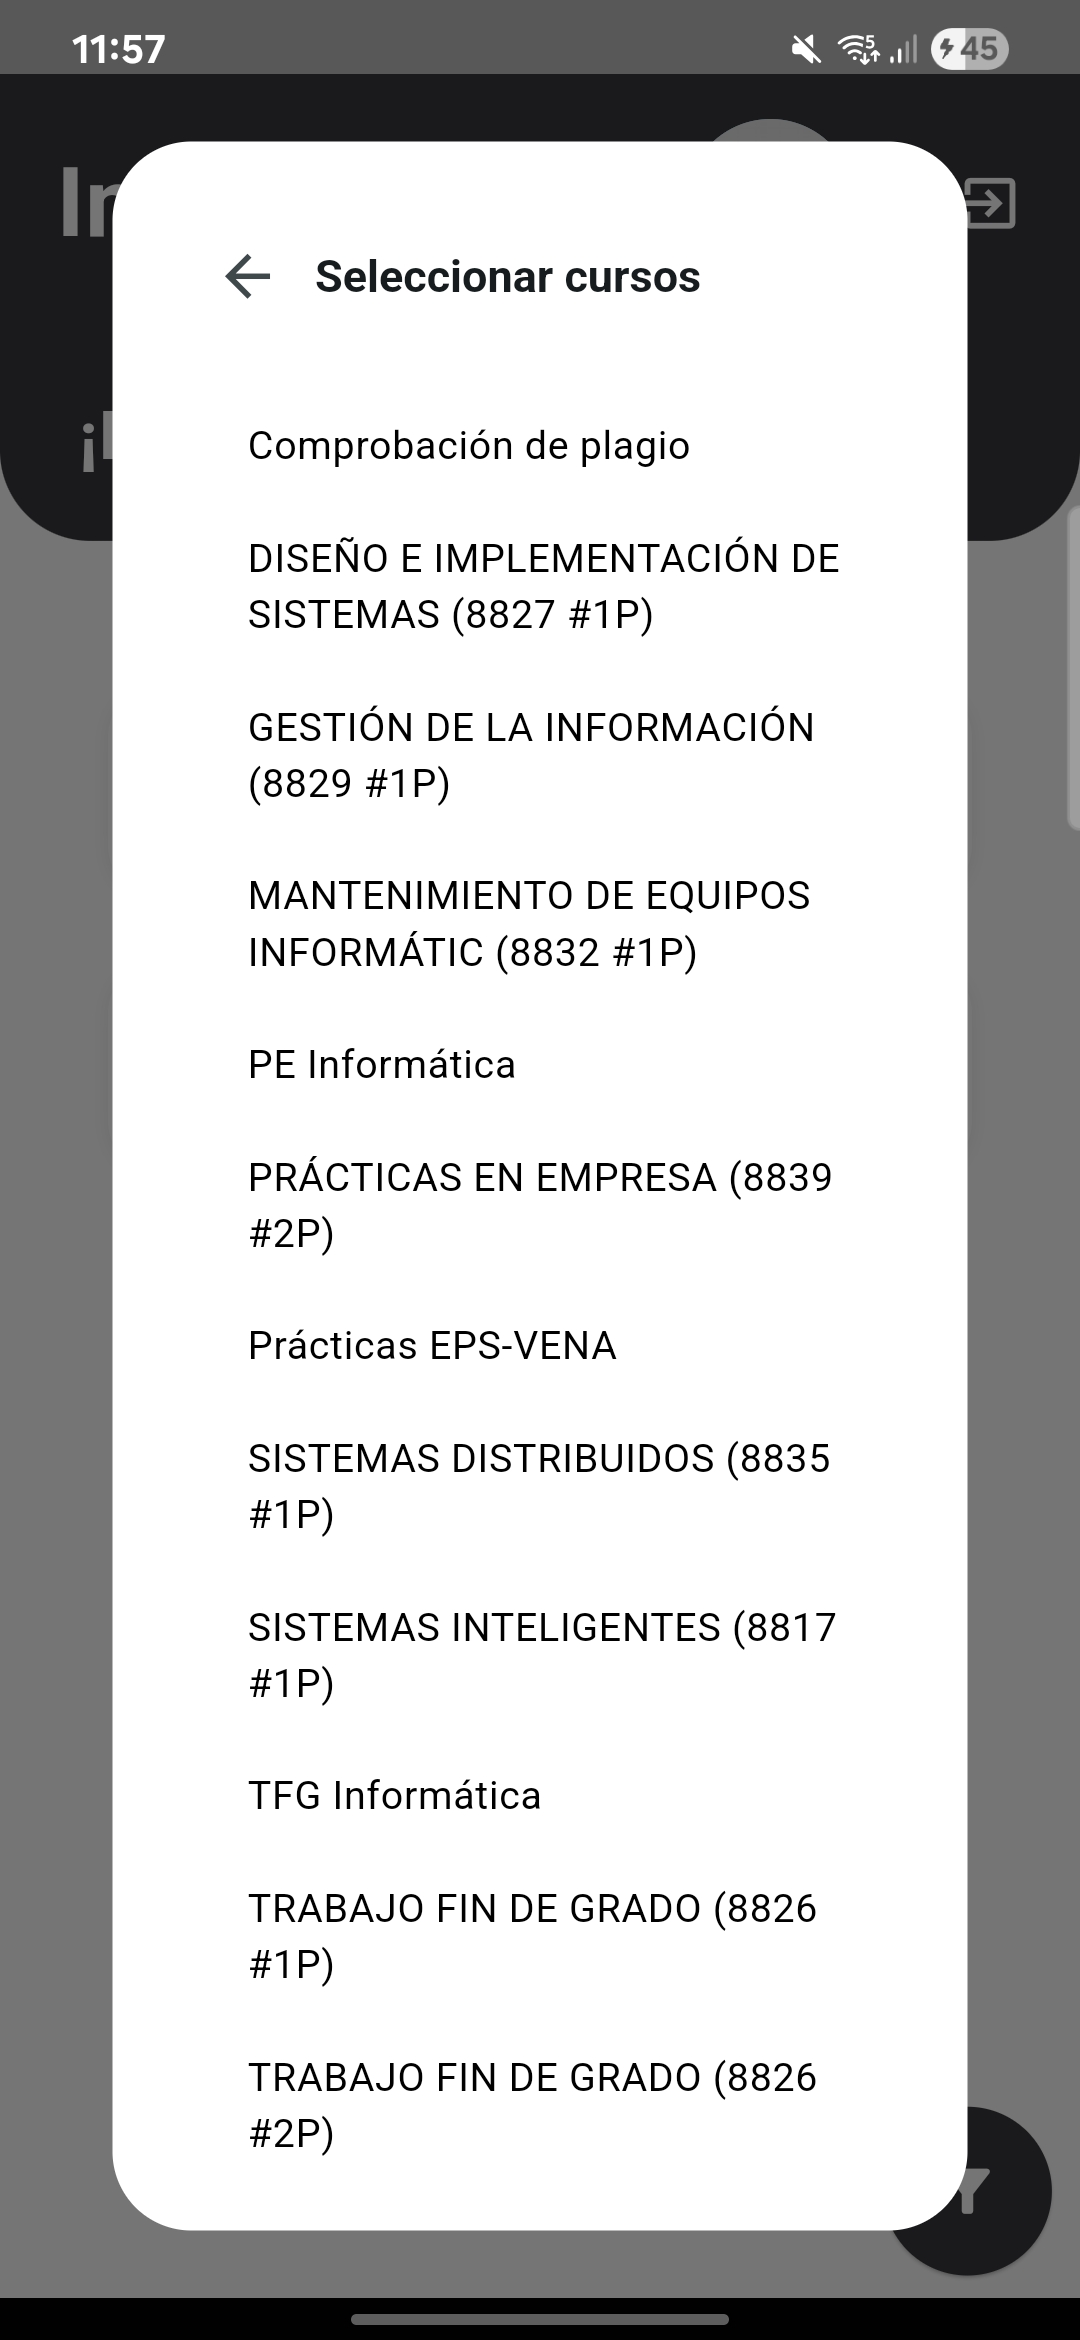 11:57
5
45
Seleccionar cursos
Comprobación de plagio
DISEÑO E IMPLEMENTACIÓN DE
SISTEMAS (8827 #1P)
GESTIÓN DE LA INFORMACIÓN
(8829 #1P)
MANTENIMIENTO DE EQUIPOS
INFORMÁTIC (8832 #1P)
PE Informática
PRÁCTICAS EN EMPRESA (8839
#2P)
Prácticas EPS-VENA
SISTEMAS DISTRIBUIDOS (8835
#1P)
SISTEMAS INTELIGENTES (8817
#1P)
TFG Informática
TRABAJO FIN DE GRADO (8826
#1P)
TRABAJO FIN DE GRADO (8826
#2P)